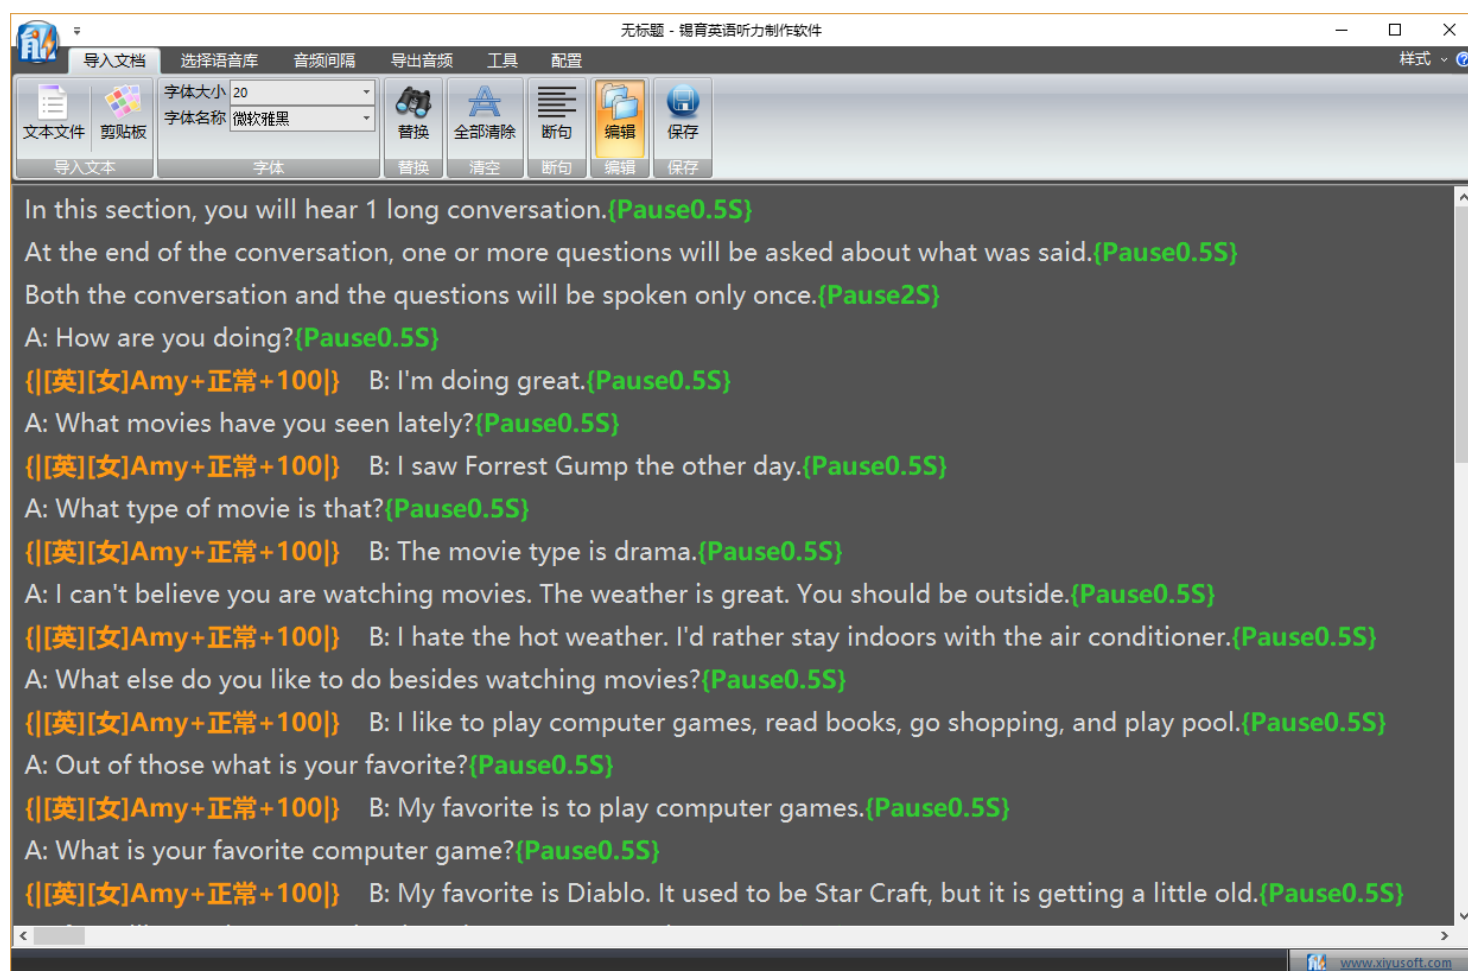 无标题 - 锡育英语听力制作软件
导入文档 选择语音库 音频间隔 导出音频 工具 配置 样式
字体大小 20
字体名称 微软雅黑
文本文件 剪贴板 替换 全部清除 断句 编辑 保存
导入文本 字体 替换 清空 断句 编辑 保存
In this section, you will hear 1 long conversation.{Pause0.5S}
At the end of the conversation, one or more questions will be asked about what was said.{Pause0.5S}
Both the conversation and the questions will be spoken only once.{Pause2S}
A: How are you doing?{Pause0.5S}
{|[英][女]Amy+正常+100|} B: I'm doing great.{Pause0.5S}
A: What movies have you seen lately?{Pause0.5S}
{|[英][女]Amy+正常+100|} B: I saw Forrest Gump the other day.{Pause0.5S}
A: What type of movie is that?{Pause0.5S}
{|[英][女]Amy+正常+100|} B: The movie type is drama.{Pause0.5S}
A: I can't believe you are watching movies. The weather is great. You should be outside.{Pause0.5S}
{|[英][女]Amy+正常+100|} B: I hate the hot weather. I'd rather stay indoors with the air conditioner.{Pause0.5S}
A: What else do you like to do besides watching movies?{Pause0.5S}
{|[英][女]Amy+正常+100|} B: I like to play computer games, read books, go shopping, and play pool.{Pause0.5S}
A: Out of those what is your favorite?{Pause0.5S}
{|[英][女]Amy+正常+100|} B: My favorite is to play computer games.{Pause0.5S}
A: What is your favorite computer game?{Pause0.5S}
{|[英][女]Amy+正常+100|} B: My favorite is Diablo. It used to be Star Craft, but it is getting a little old.{Pause0.5S}
www.xiyusoft.com